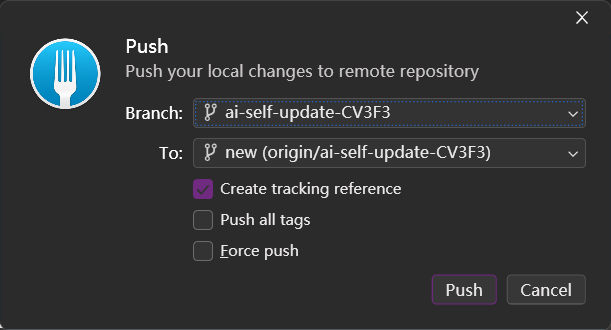 Push
Push your local changes to remote repository
Branch: ai-self-update-CV3F3
To: new (origin/ai-self-update-CV3F3)
Create tracking reference
Push all tags
Force push
Push Cancel